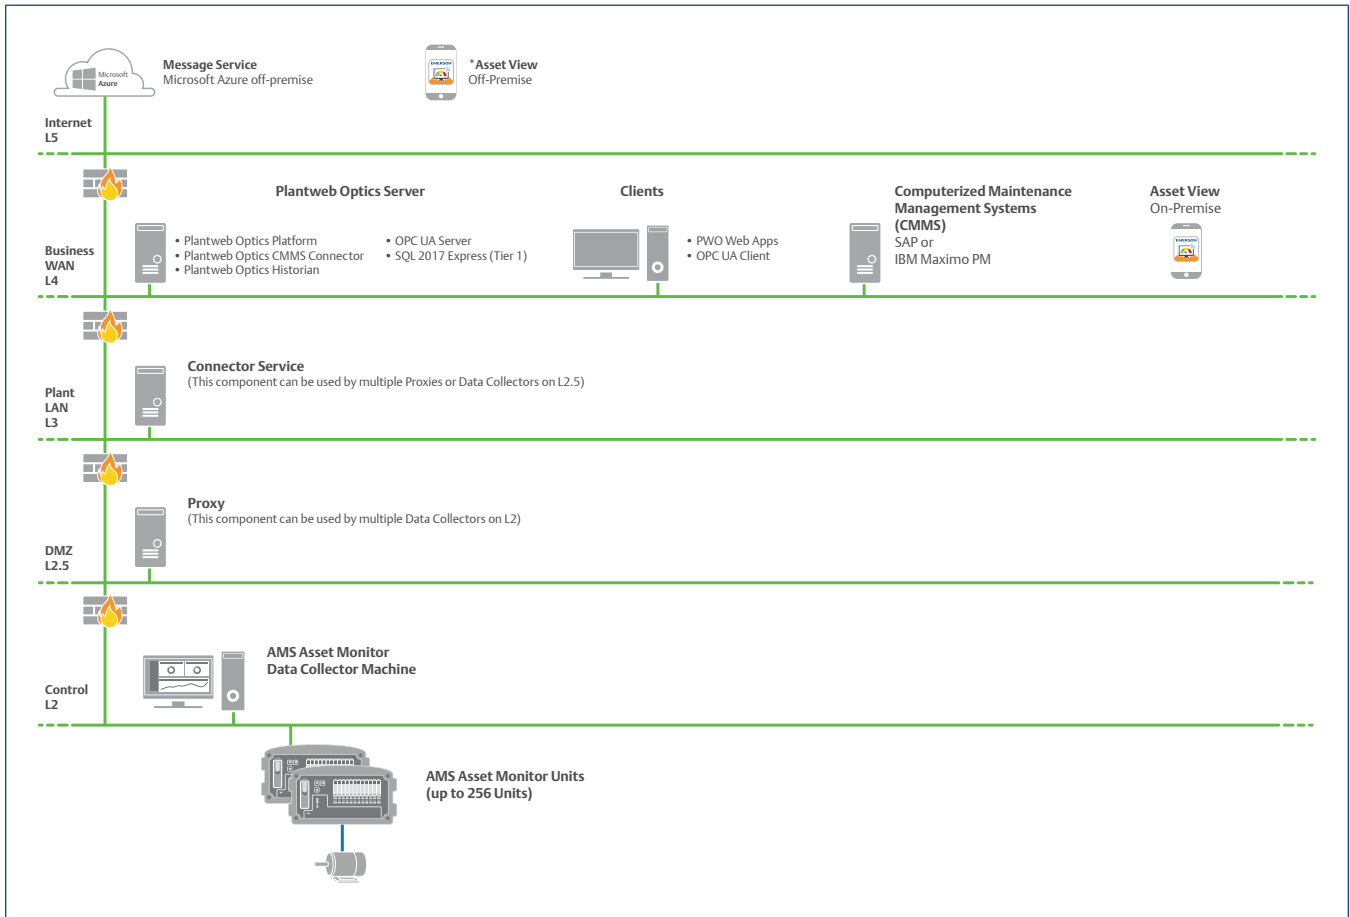 Microsoft
Azure
Message Service
Microsoft Azure off-premise
EMERSON
*Asset View
Off-Premise
Internet
L5
Plantweb Optics Server
• Plantweb Optics Platform
• Plantweb Optics CMMS Connector
• Plantweb Optics Historian
• OPC UA Server
• SQL 2017 Express (Tier 1)
Clients
• PWO Web Apps
• OPC UA Client
Computerized Maintenance
Management Systems
(CMMS)
SAP or
IBM Maximo PM
Asset View
On-Premise
EMERSON
Business
WAN
L4
Connector Service
(This component can be used by multiple Proxies or Data Collectors on L2.5)
Plant
LAN
L3
Proxy
(This component can be used by multiple Data Collectors on L2)
DMZ
L2.5
AMS Asset Monitor
Data Collector Machine
Control
L2
AMS Asset Monitor Units
(up to 256 Units)